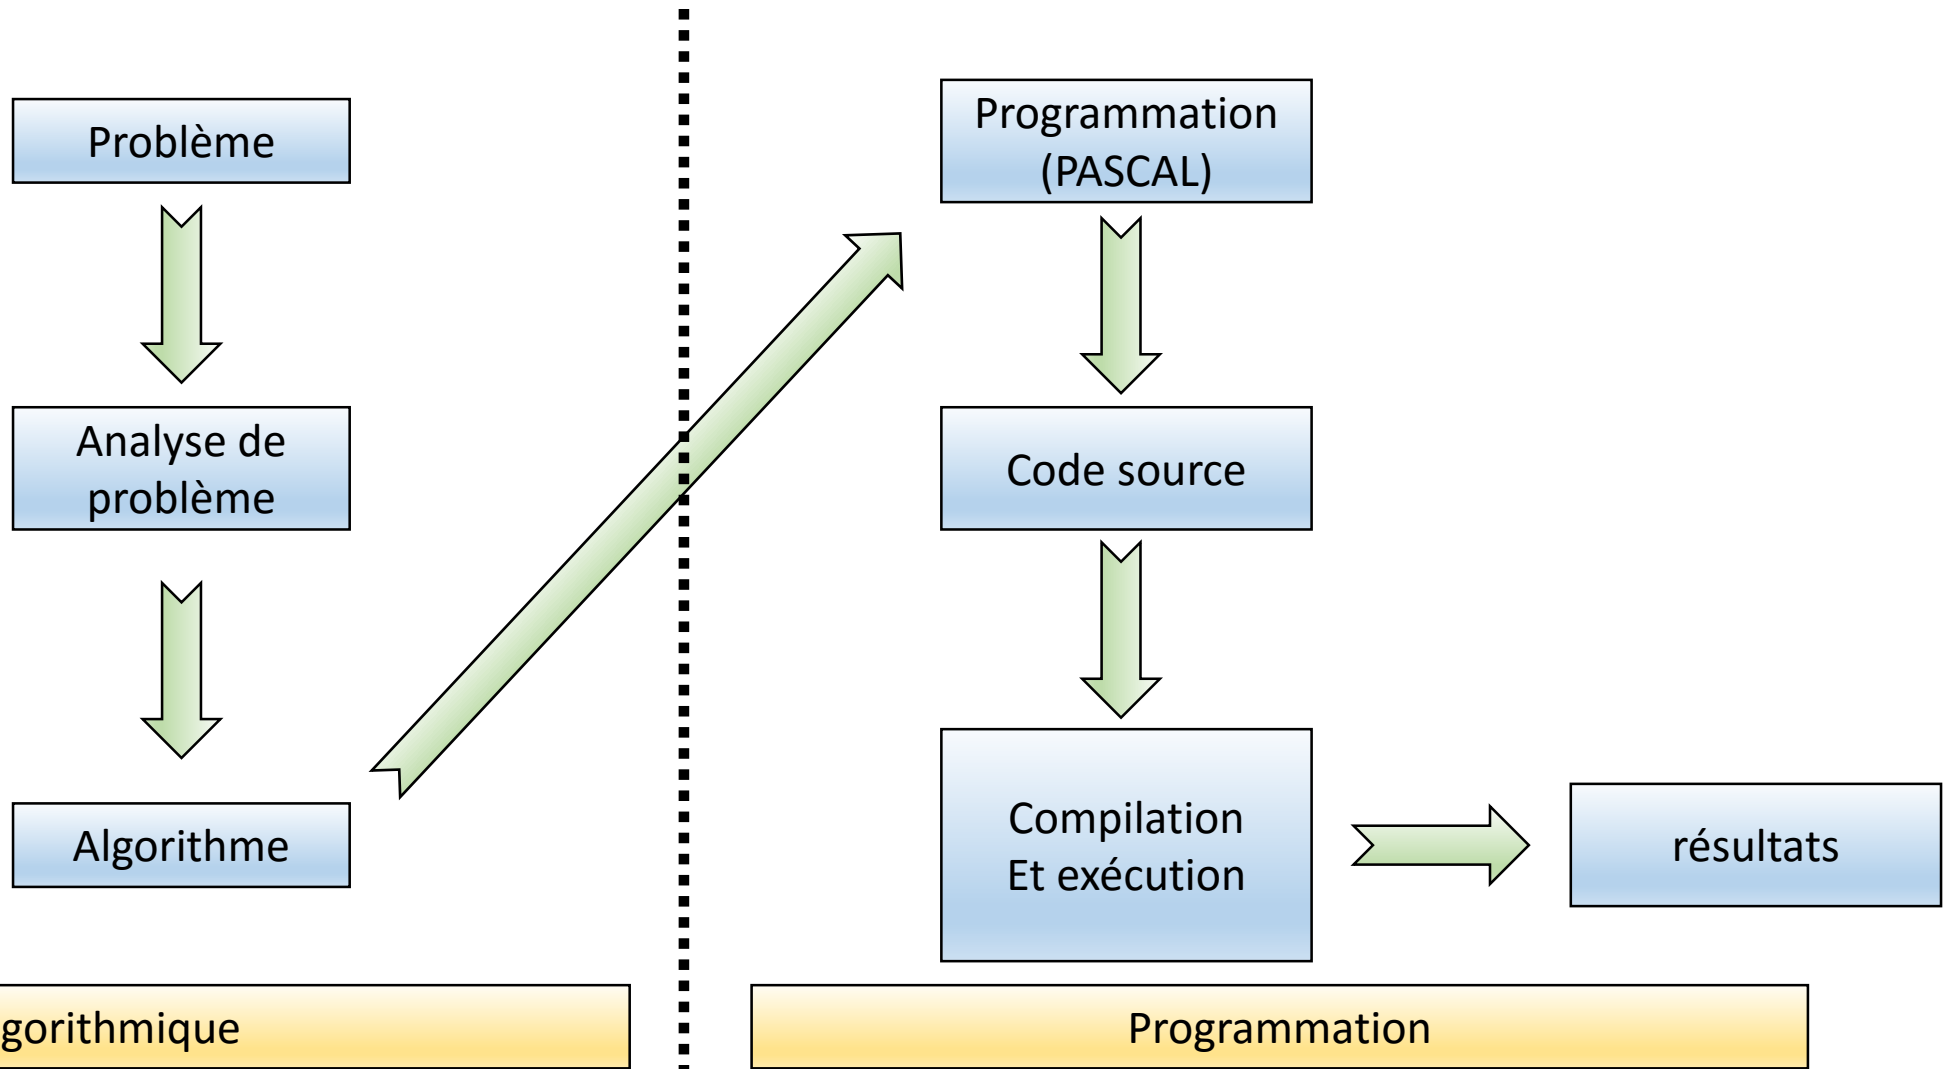 Problème
Analyse de
problème
Algorithme
Programmation
(PASCAL)
Code source
Compilation
Et exécution
résultats
gorithmique
Programmation